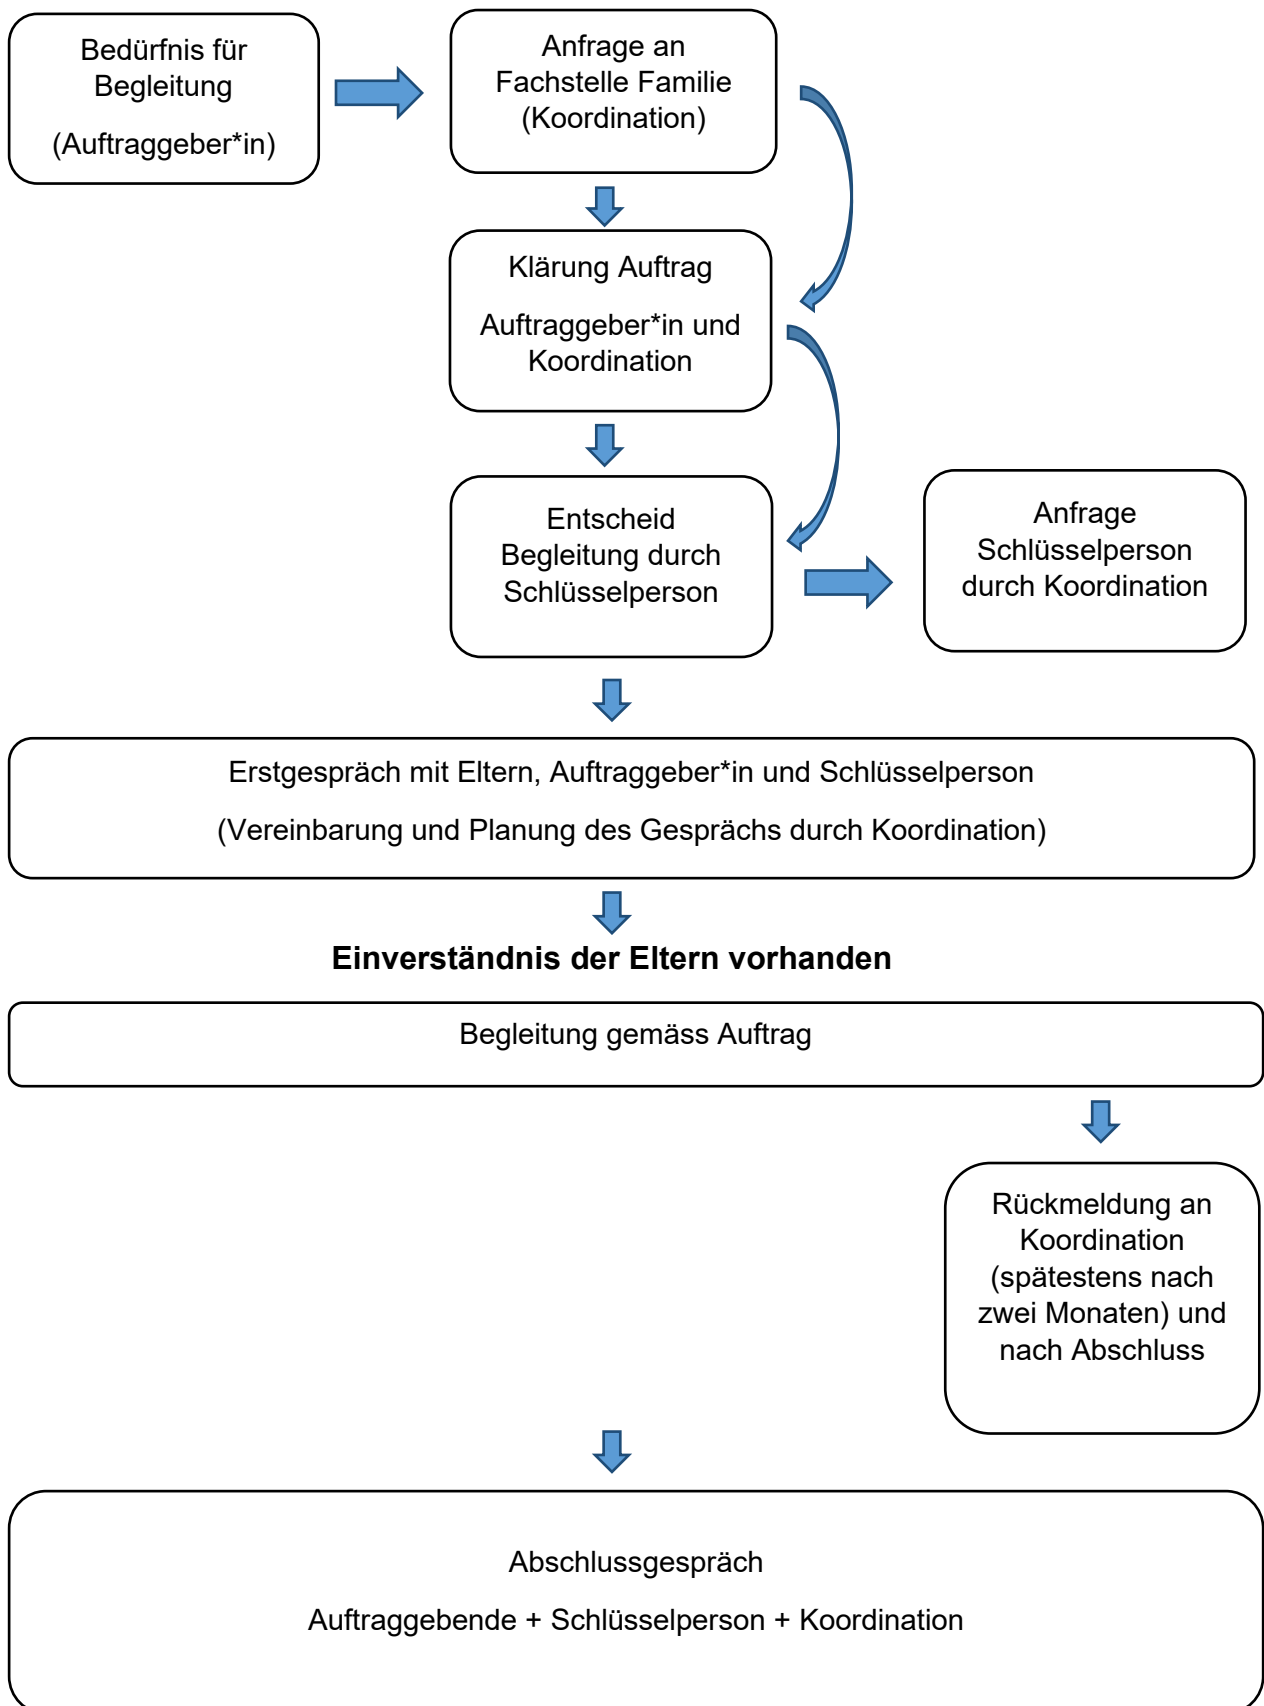 Bedürfnis für
Begleitung
(Auftraggeber*in)
Anfrage an
Fachstelle Familie
(Koordination)
Klärung Auftrag
Auftraggeber*in und
Koordination
Entscheid
Begleitung durch
Schlüsselperson
Anfrage
Schlüsselperson
durch Koordination
Erstgespräch mit Eltern, Auftraggeber*in und Schlüsselperson
(Vereinbarung und Planung des Gesprächs durch Koordination)
Einverständnis der Eltern vorhanden
Begleitung gemäss Auftrag
Rückmeldung an
Koordination
(spätestens nach
zwei Monaten) und
nach Abschluss
Abschlussgespräch
Auftraggebende + Schlüsselperson + Koordination